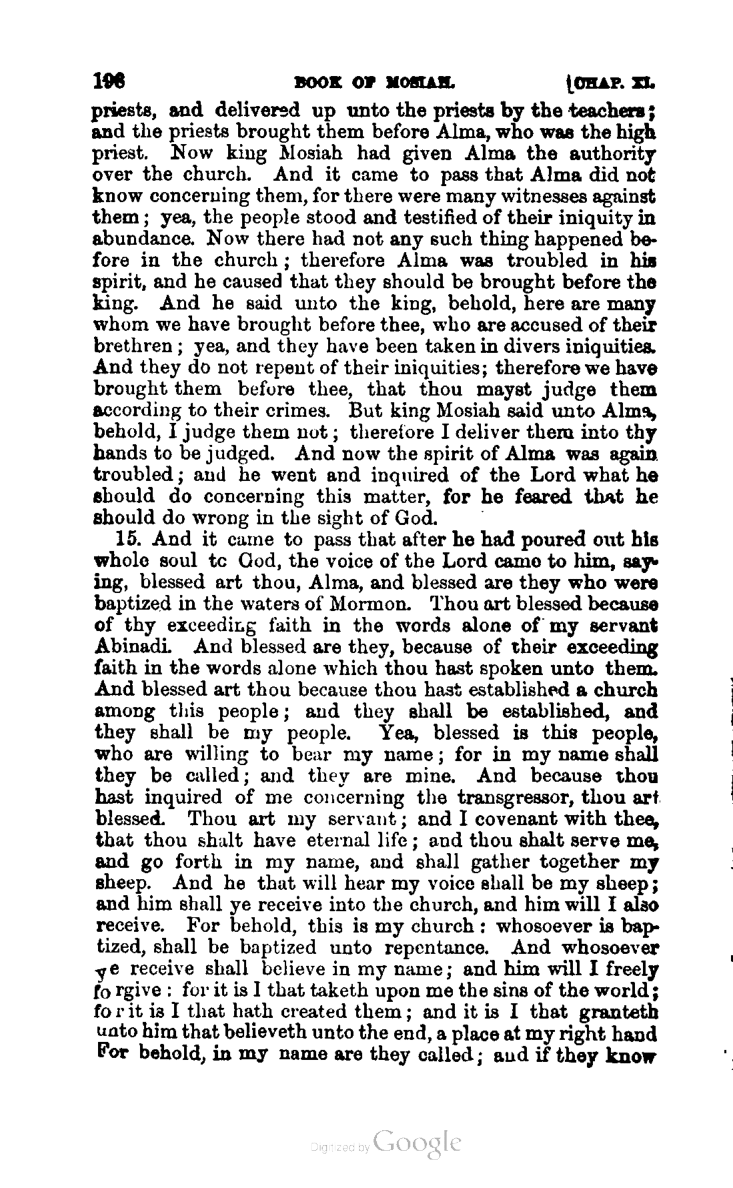 196 BOOK OF MOSIAH. [CHAP. XI.
priests, and delivered up unto the priests by the teachers;
and the priests brought them before Alma, who was the high
priest. Now king Mosiah had given Alma the authority
over the church. And it came to pass that Alma did not
know concerning them, for there were many witnesses against
them; yea, the people stood and testified of their iniquity in
abundance. Now there had not any such thing happened be-
fore in the church; therefore Alma was troubled in his
spirit, and he caused that they should be brought before the
king. And he said unto the king, behold, here are many
whom we have brought before thee, who are accused of their
brethren; yea, and they have been taken in divers iniquities.
And they do not repent of their iniquities; therefore we have
brought them before thee, that thou mayst judge them
according to their crimes. But king Mosiah said unto Alma,
behold, I judge them not; therefore I deliver them into thy
hands to be judged. And now the spirit of Alma was again
troubled; and he went and inquired of the Lord what he
should do concerning this matter, for he feared that he
should do wrong in the sight of God.
15. And it came to pass that after he had poured out his
whole soul to God, the voice of the Lord came to him, say-
ing, blessed art thou, Alma, and blessed are they who were
baptized in the waters of Mormon. Thou art blessed because
of thy exceeding faith in the words alone of my servant
Abinadi. And blessed are they, because of their exceeding
faith in the words alone which thou hast spoken unto them.
And blessed art thou because thou hast established a church
among this people; and they shall be established, and
they shall be my people. Yea, blessed is this people,
who are willing to bear my name; for in my name shall
they be called; and they are mine. And because thou
hast inquired of me concerning the transgressor, thou art
blessed. Thou art my servant; and I covenant with thee,
that thou shalt have eternal life; and thou shalt serve me,
and go forth in my name, and shall gather together my
sheep. And he that will hear my voice shall be my sheep;
and him shall ye receive into the church, and him will I also
receive. For behold, this is my church: whosoever is bap-
tized, shall be baptized unto repentance. And whosoever
ye receive shall believe in my name; and him will I freely
forgive: for it is I that taketh upon me the sins of the world;
for it is I that hath created them; and it is I that granteth
unto him that believeth unto the end, a place at my right hand
For behold, in my name are they called; and if they know
Digitized by Google